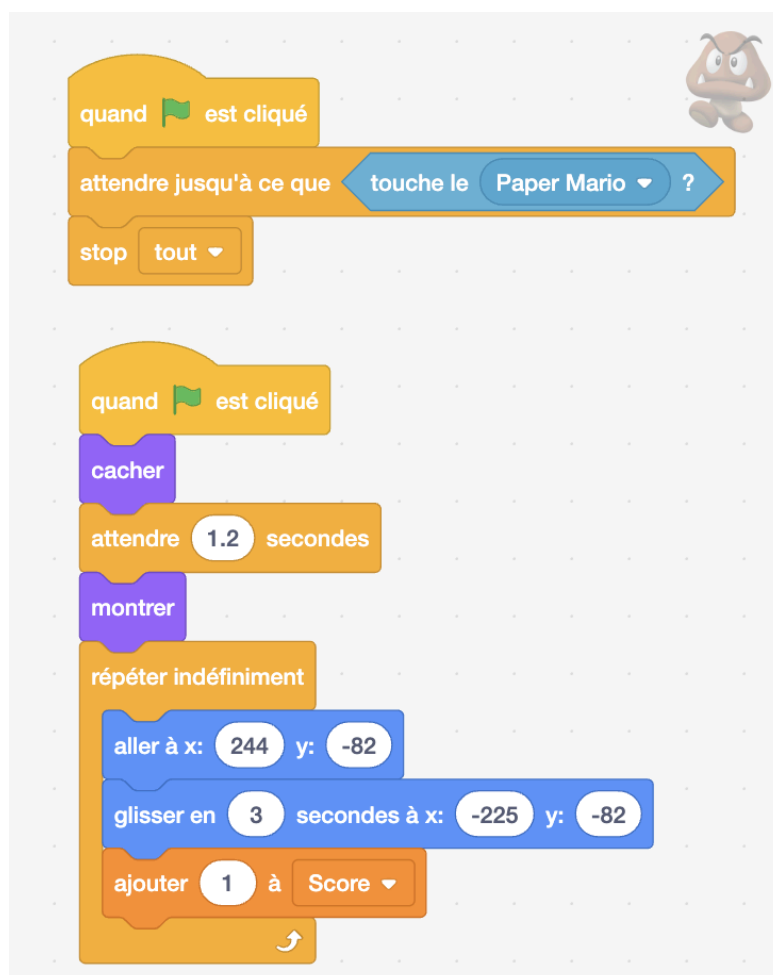 quand est cliqué
attendre jusqu'à ce que touche le Paper Mario ?
stop tout
quand est cliqué
cacher
attendre 1.2 secondes
montrer
répéter indéfiniment
aller à x: 244 y: -82
glisser en 3 secondes à x: -225 y: -82
ajouter 1 à Score